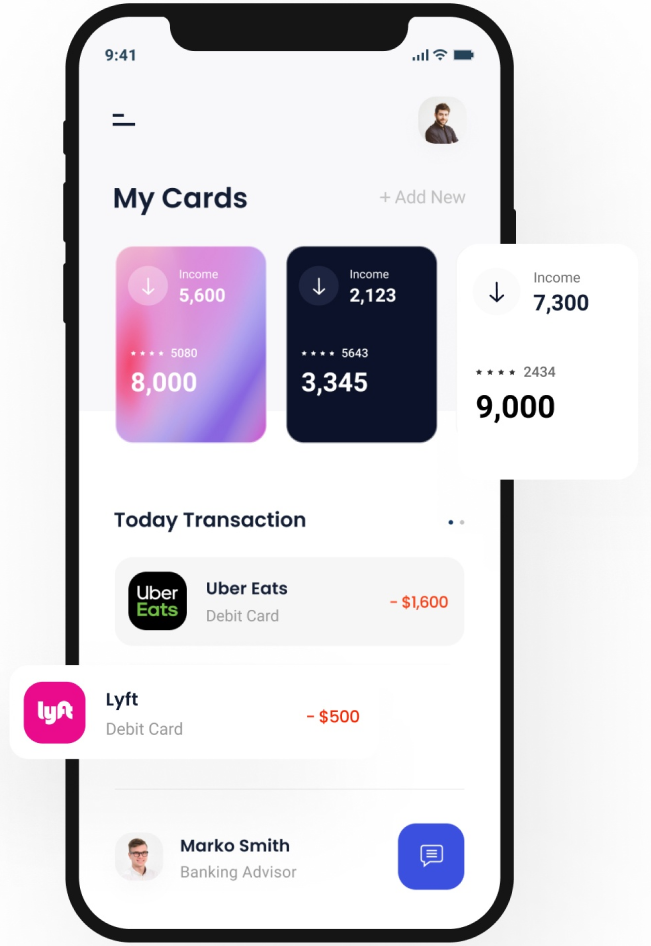 9:41
My Cards
+ Add New
Income
5,600
**** 5080
8,000
Income
2,123
**** 5643
3,345
Income
7,300
**** 2434
9,000
Today Transaction
Uber
Eats
Uber Eats
Debit Card
- $1,600
lyft
Lyft
Debit Card
- $500
Marko Smith
Banking Advisor